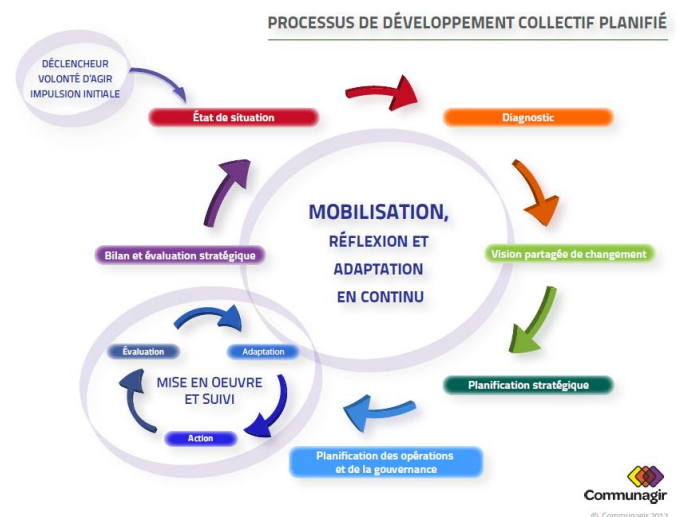 PROCESSUS DE DÉVELOPPEMENT COLLECTIF PLANIFIÉ
DÉCLENCHEUR
VOLONTÉ D'AGIR
IMPULSION INITIALE
État de situation
Diagnostic
MOBILISATION,
RÉFLEXION ET
ADAPTATION
EN CONTINU
Bilan et évaluation stratégique
Vision partagée de changement
Évaluation
Adaptation
MISE EN OEUVRE
ET SUIVI
Action
Planification stratégique
Planification des opérations
et de la gouvernance
Communagir
© Communagir 2012